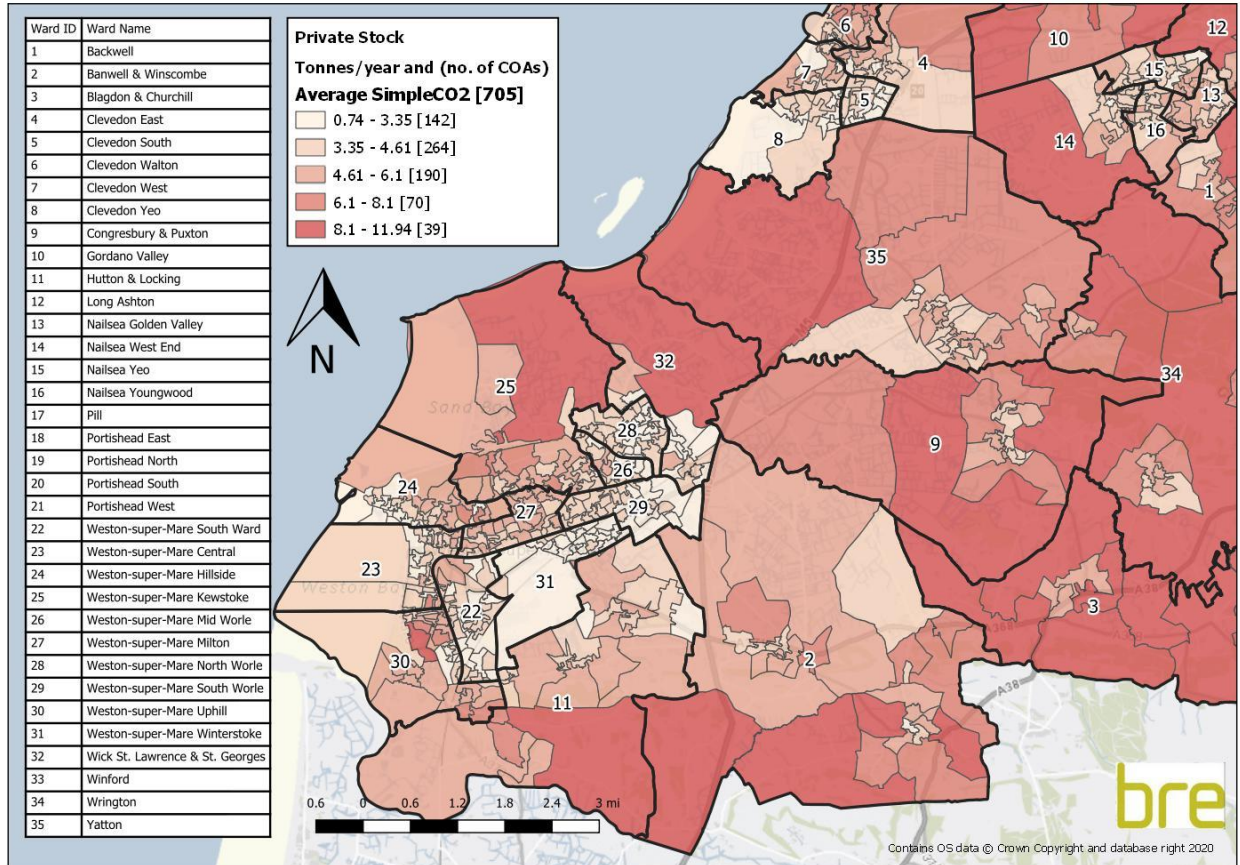 Ward ID Ward Name
1 Backwell
2 Banwell & Winscombe
3 Blagdon & Churchill
4 Clevedon East
5 Clevedon South
6 Clevedon Walton
7 Clevedon West
8 Clevedon Yeo
9 Congresbury & Puxton
10 Gordano Valley
11 Hutton & Locking
12 Long Ashton
13 Nailsea Golden Valley
14 Nailsea West End
15 Nailsea Yeo
16 Nailsea Youngwood
17 Pill
18 Portishead East
19 Portishead North
20 Portishead South
21 Portishead West
22 Weston-super-Mare South Ward
23 Weston-super-Mare Central
24 Weston-super-Mare Hillside
25 Weston-super-Mare Kewstoke
26 Weston-super-Mare Mid Worle
27 Weston-super-Mare Milton
28 Weston-super-Mare North Worle
29 Weston-super-Mare South Worle
30 Weston-super-Mare Uphill
31 Weston-super-Mare Winterstoke
32 Wick St. Lawrence & St. Georges
33 Winford
34 Wrington
35 Yatton
Private Stock
Tonnes/year and (no. of COAs)
Average SimpleCO2 [705]
0.74 - 3.35 [142]
3.35 - 4.61 [264]
4.61 - 6.1 [190]
6.1 - 8.1 [70]
8.1 - 11.94 [39]
N
6
10
12
7
4
15
5
13
8
16
14
1
35
32
34
25
Sand Ba
28
9
26
24
27
29
23
31
Weston Ba
22
3
A368
30
2
A38
11
0.6 0 0.6 1.2 1.8 2.4 3 mi
bre
Contains OS data © Crown Copyright and database right 2020